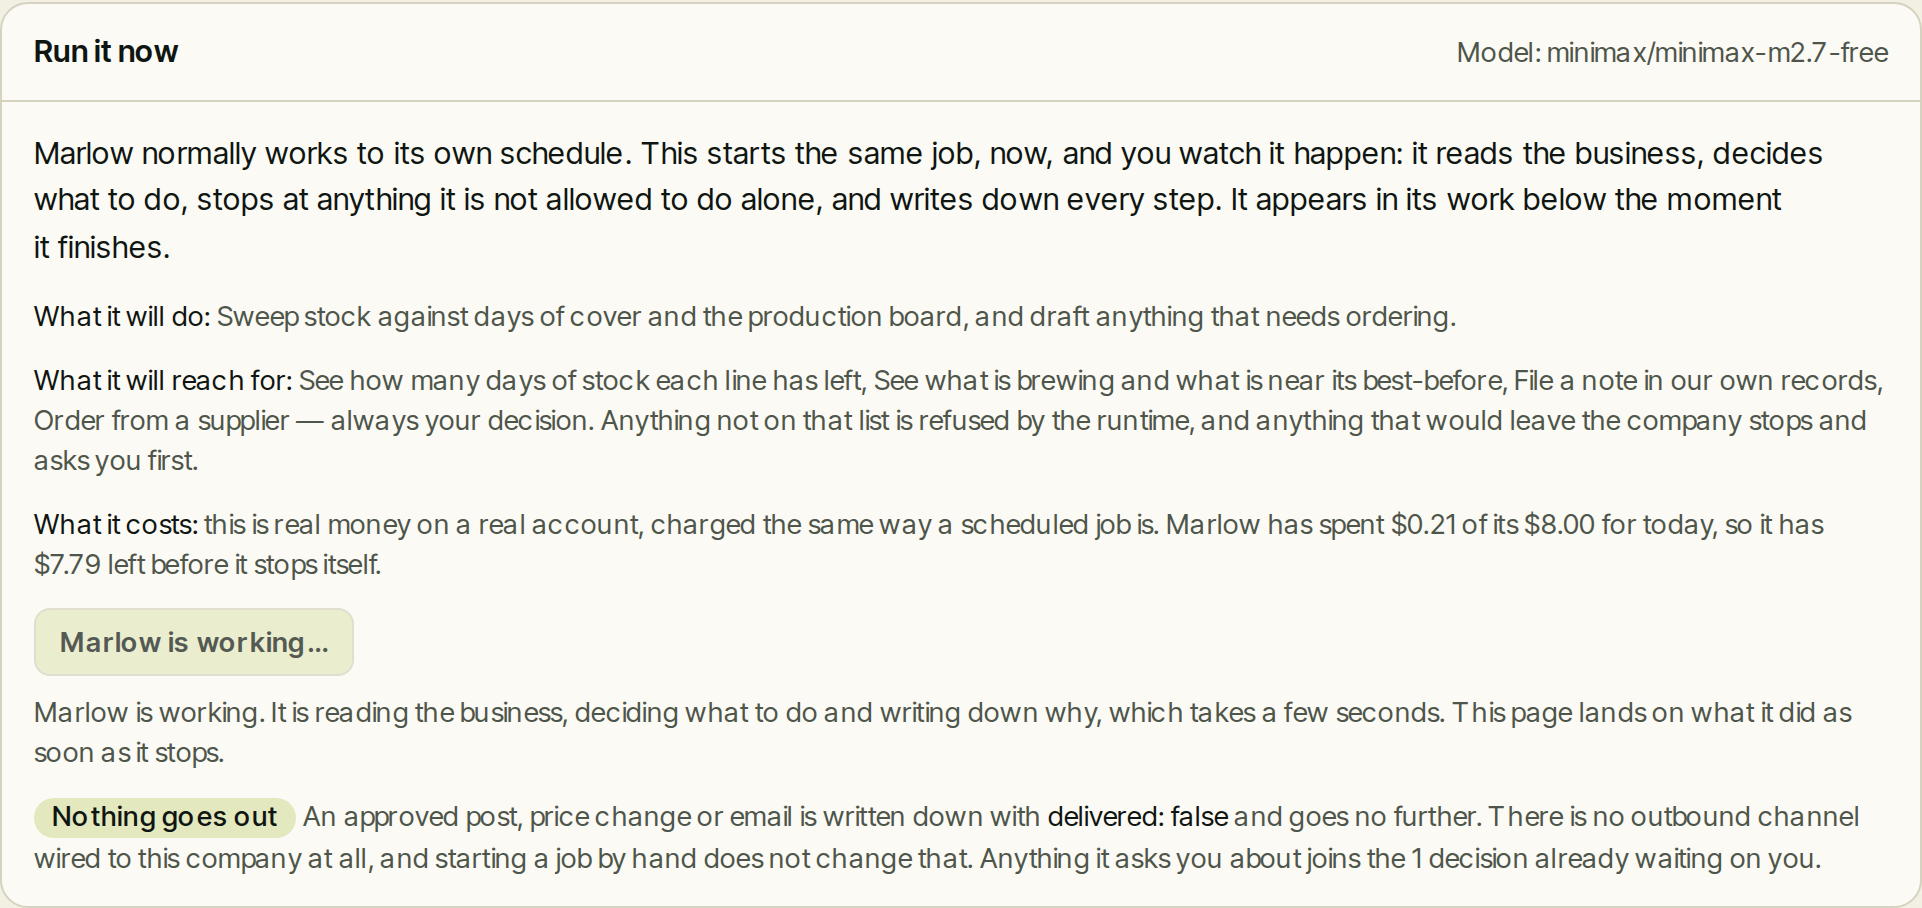 Run it now
Model: minimax/minimax-m2.7-free
Marlow normally works to its own schedule. This starts the same job, now, and you watch it happen: it reads the business, decides
what to do, stops at anything it is not allowed to do alone, and writes down every step. It appears in its work below the moment
it finishes.
What it will do: Sweep stock against days of cover and the production board, and draft anything that needs ordering.
What it will reach for: See how many days of stock each line has left, See what is brewing and what is near its best-before, File a note in our own records,
Order from a supplier — always your decision. Anything not on that list is refused by the runtime, and anything that would leave the company stops and
asks you first.
What it costs: this is real money on a real account, charged the same way a scheduled job is. Marlow has spent $0.21 of its $8.00 for today, so it has
$7.79 left before it stops itself.
Marlow is working…
Marlow is working. It is reading the business, deciding what to do and writing down why, which takes a few seconds. This page lands on what it did as
soon as it stops.
Nothing goes out An approved post, price change or email is written down with delivered: false and goes no further. There is no outbound channel
wired to this company at all, and starting a job by hand does not change that. Anything it asks you about joins the 1 decision already waiting on you.